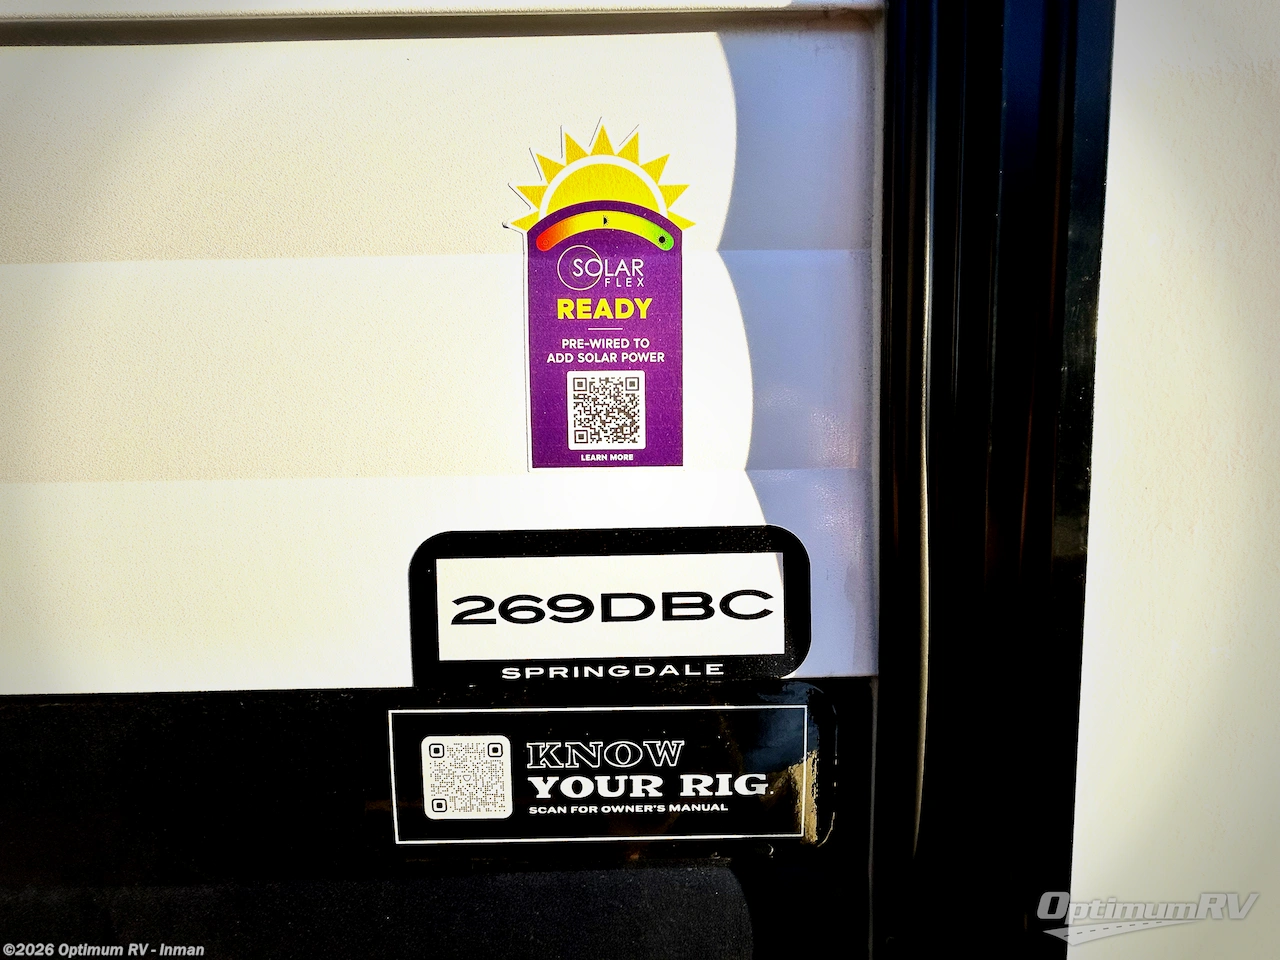 SOLAR
FLEX
READY
PRE-WIRED TO
ADD SOLAR POWER
LEARN MORE
269DBC
SPRINGDALE
KNOW
YOUR RIG.
SCAN FOR OWNER'S MANUAL
OptimumRV
©2026 Optimum RV - Inman